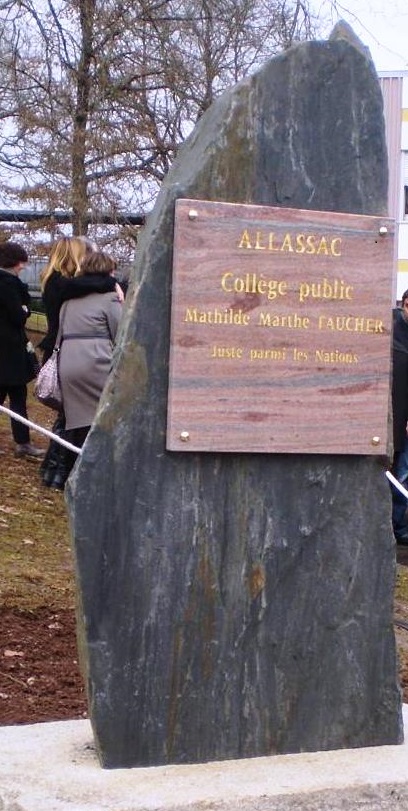 ALLASSAC
Collège public
Mathilde Marthe FAUCHER
Juste parmi les Nations